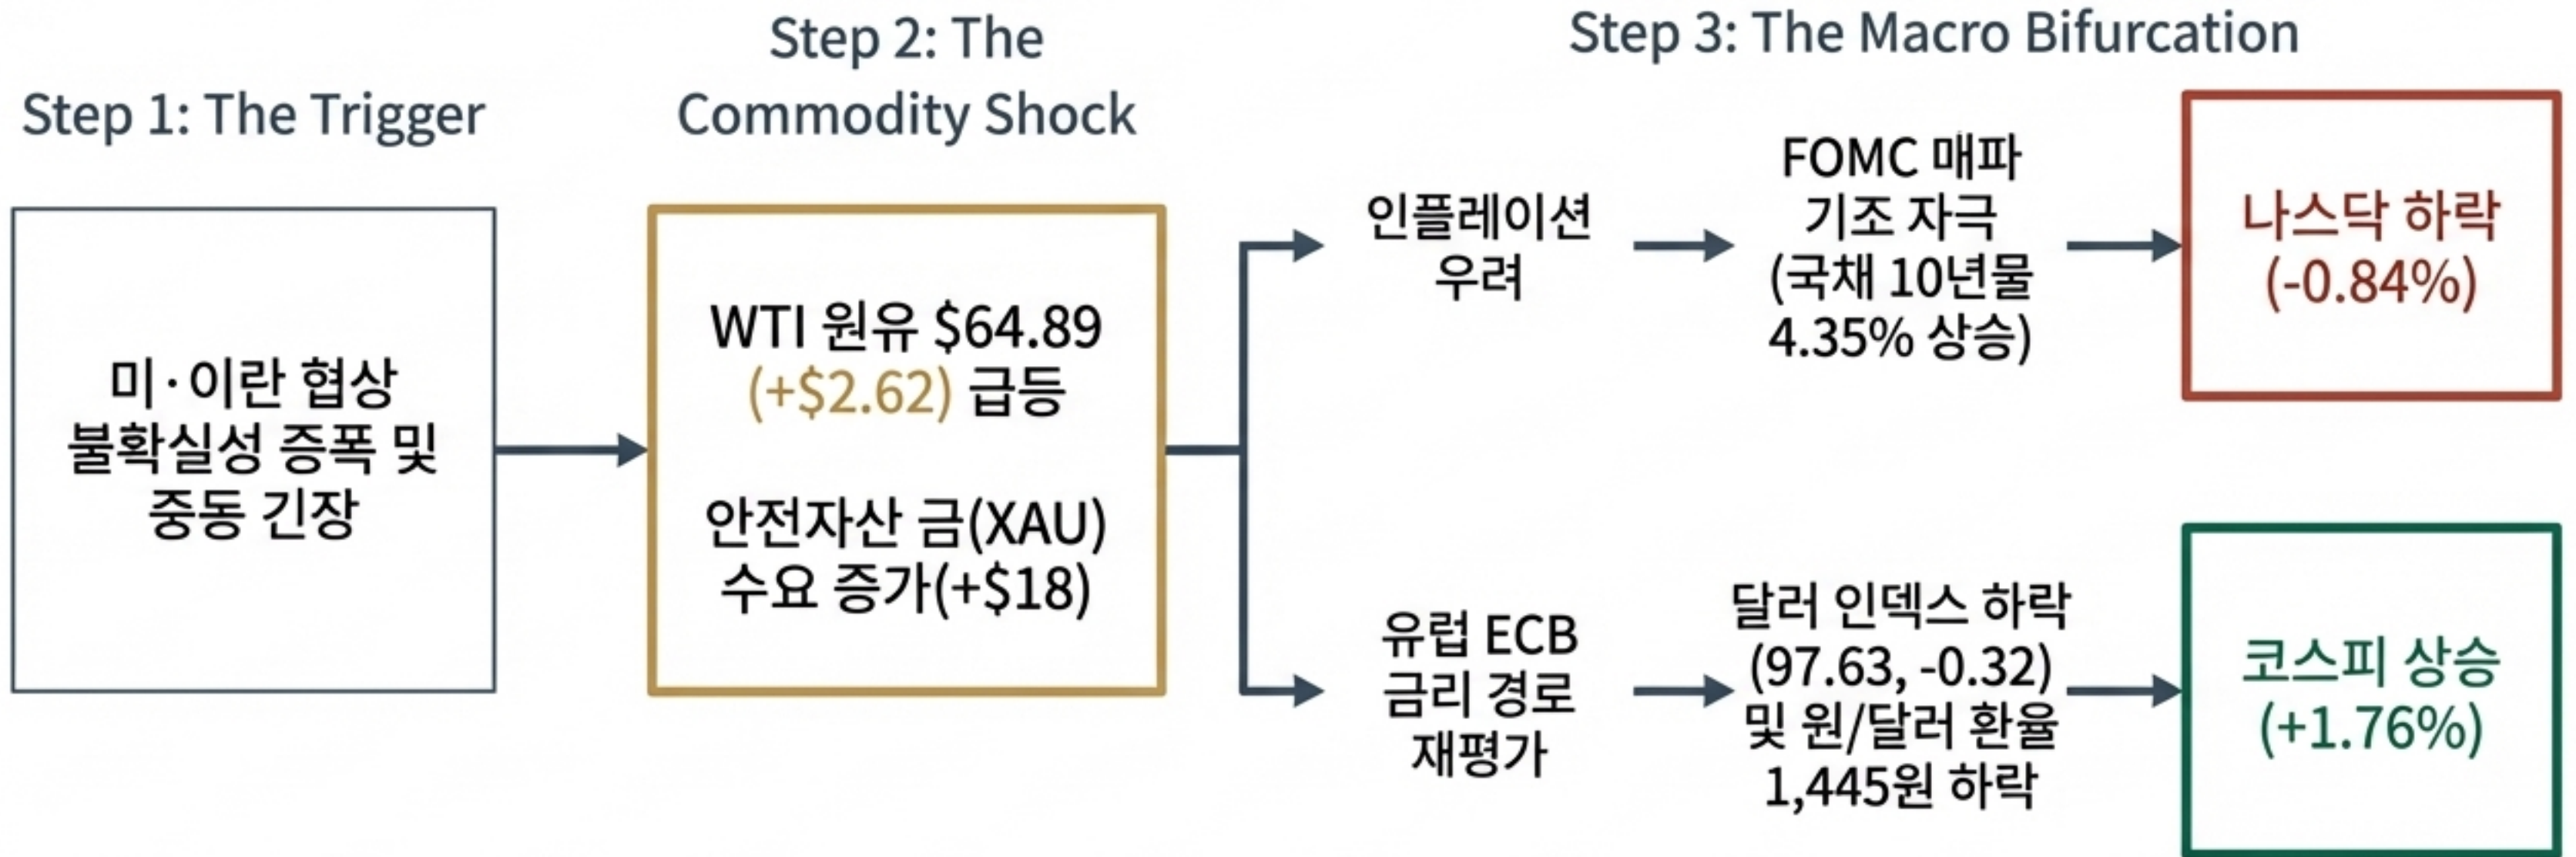 Step 1: The Trigger
미·이란 협상
불확실성 증폭 및
중동 긴장
Step 2: The
Commodity Shock
WTI 원유 $64.89
(+$2.62) 급등
안전자산 금(XAU)
수요 증가(+$18)
Step 3: The Macro Bifurcation
인플레이션
우려
FOMC 매파
기조 자극
(국채 10년물
4.35% 상승)
나스닥 하락
(-0.84%)
유럽 ECB
금리 경로
재평가
달러 인덱스 하락
(97.63, -0.32)
및 원/달러 환율
1,445원 하락
코스피 상승
(+1.76%)